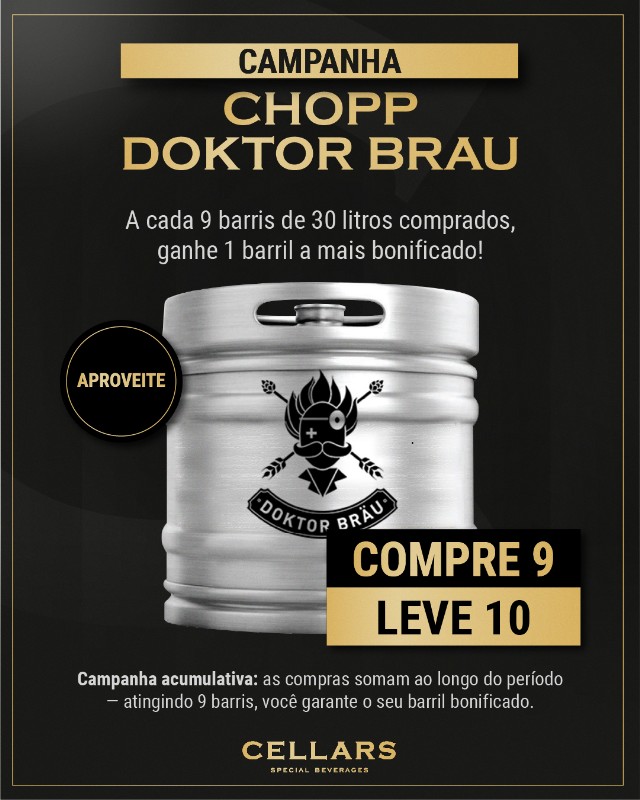 CAMPANHA
CHOPP
DOKTOR BRAU
A cada 9 barris de 30 litros comprados,
ganhe 1 barril a mais bonificado!
APROVEITE
DOKTOR BRÄU
COMPRE 9
LEVE 10
Campanha acumulativa: as compras somam ao longo do período
— atingindo 9 barris, você garante o seu barril bonificado.
CELLARS
SPECIAL BEVERAGES